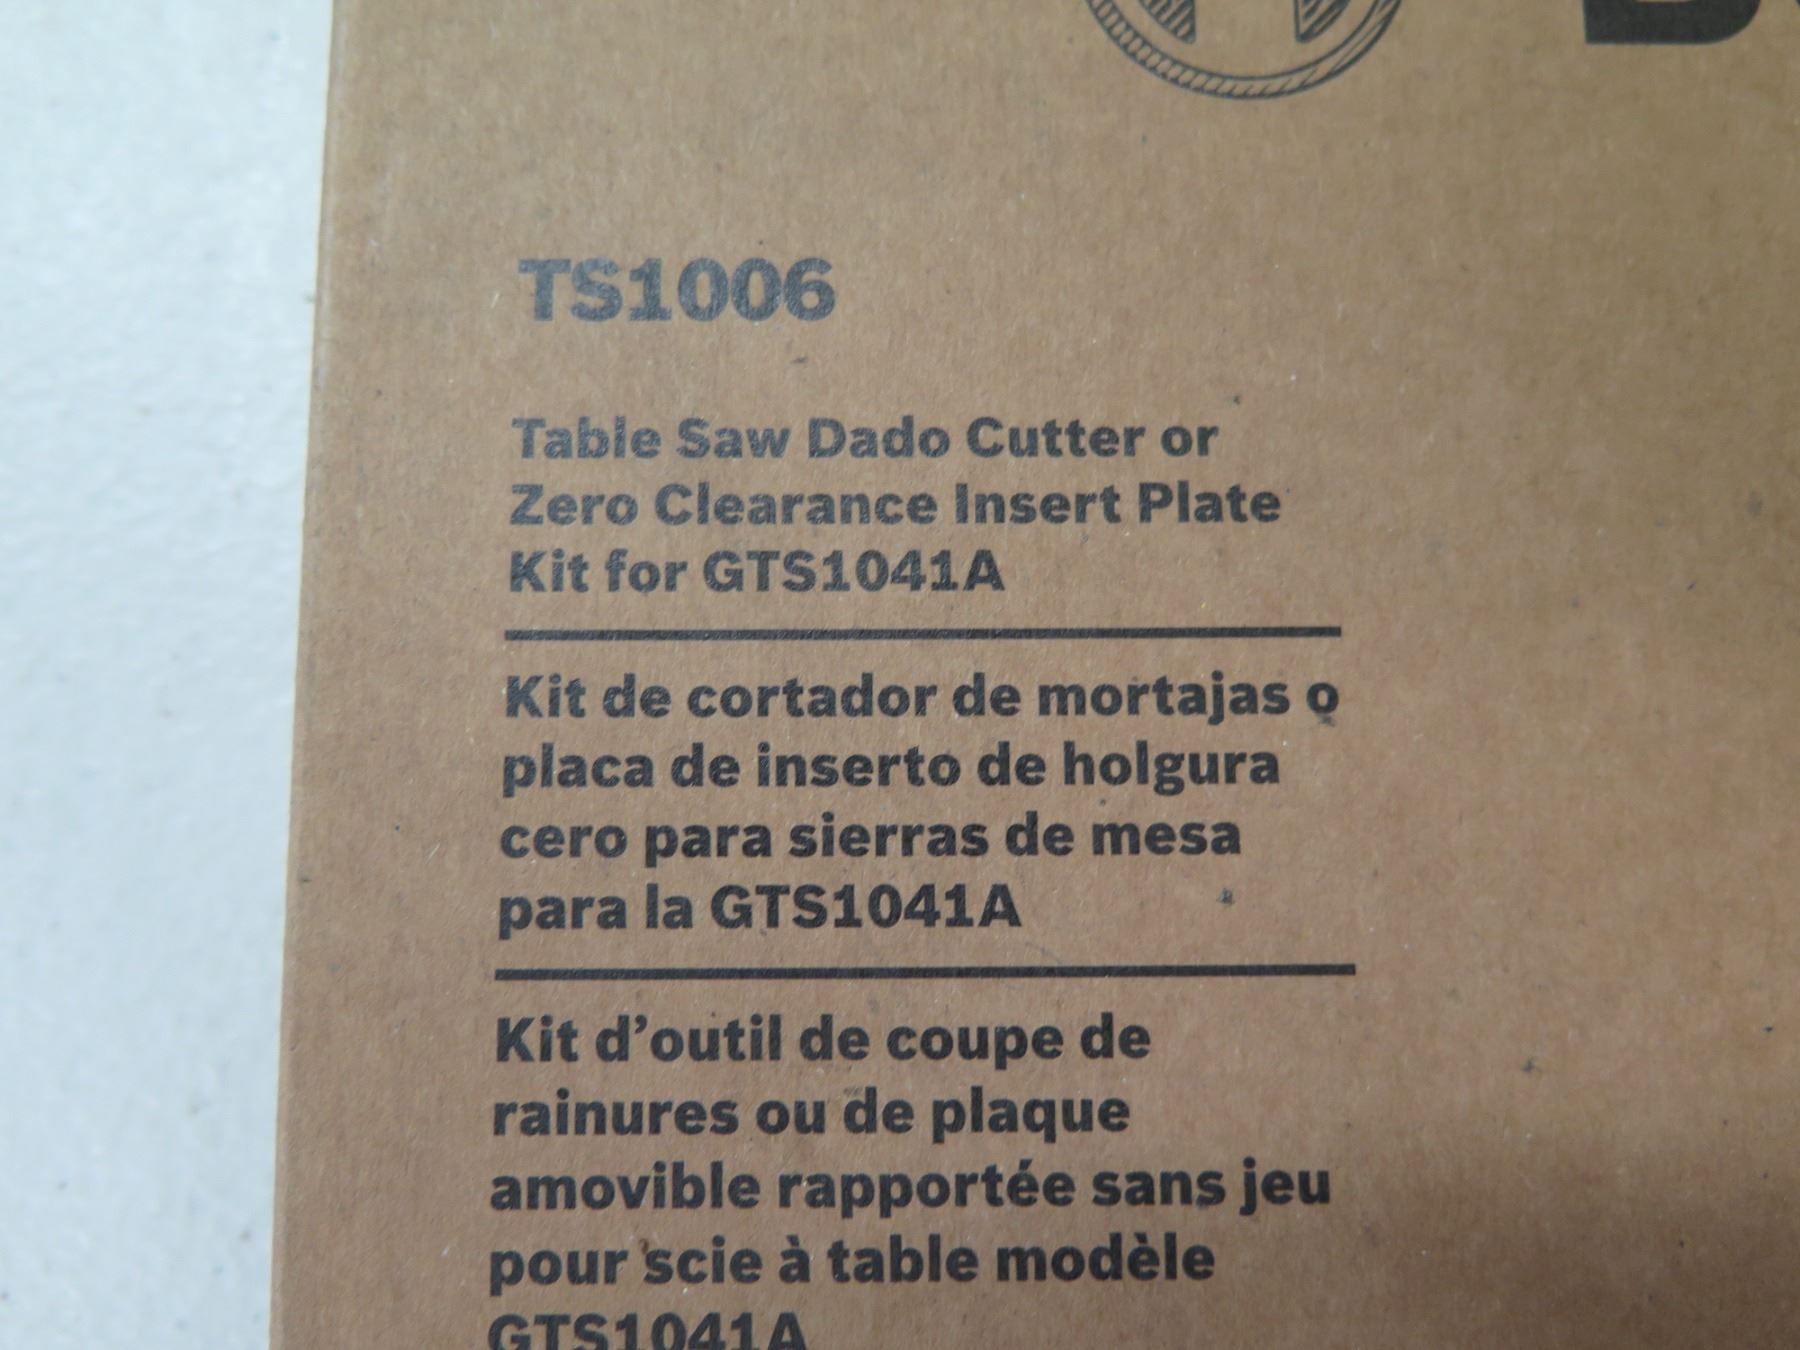 TS1006
Table Saw Dado Cutter or
Zero Clearance Insert Plate
Kit for GTS1041A
Kit de cortador de mortajas o
placa de inserto de holgura
cero para sierras de mesa
para la GTS1041A
Kit d’outil de coupe de
rainures ou de plaque
amovible rapportée sans jeu
pour scie à table modèle
GTS1041A